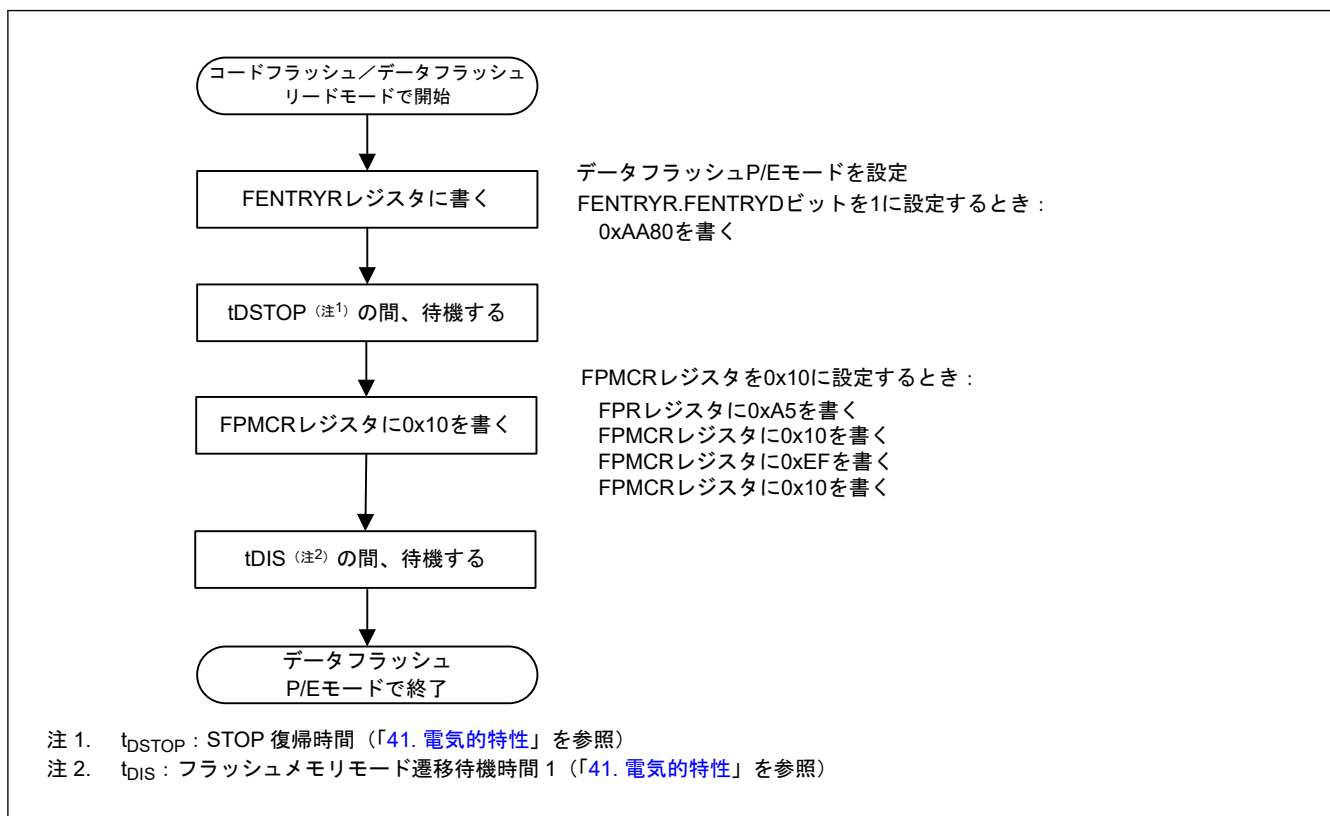 コードフラッシュ／データフラッシュ
リードモードで開始
FENTRYRレジスタに書く
データフラッシュP/Eモードを設定
FENTRYR.FENTRYDビットを1に設定するとき：
0xAA80を書く
tDSTOP（注1）の間、待機する
FPMCRレジスタに0x10を書く
FPMCRレジスタを0x10に設定するとき：
FPRレジスタに0xA5を書く
FPMCRレジスタに0x10を書く
FPMCRレジスタに0xEFを書く
FPMCRレジスタに0x10を書く
tDIS（注2）の間、待機する
データフラッシュ
P/Eモードで終了
注 1. tDSTOP：STOP 復帰時間（「41. 電気的特性」を参照）
注 2. tDIS：フラッシュメモリモード遷移待機時間 1（「41. 電気的特性」を参照）